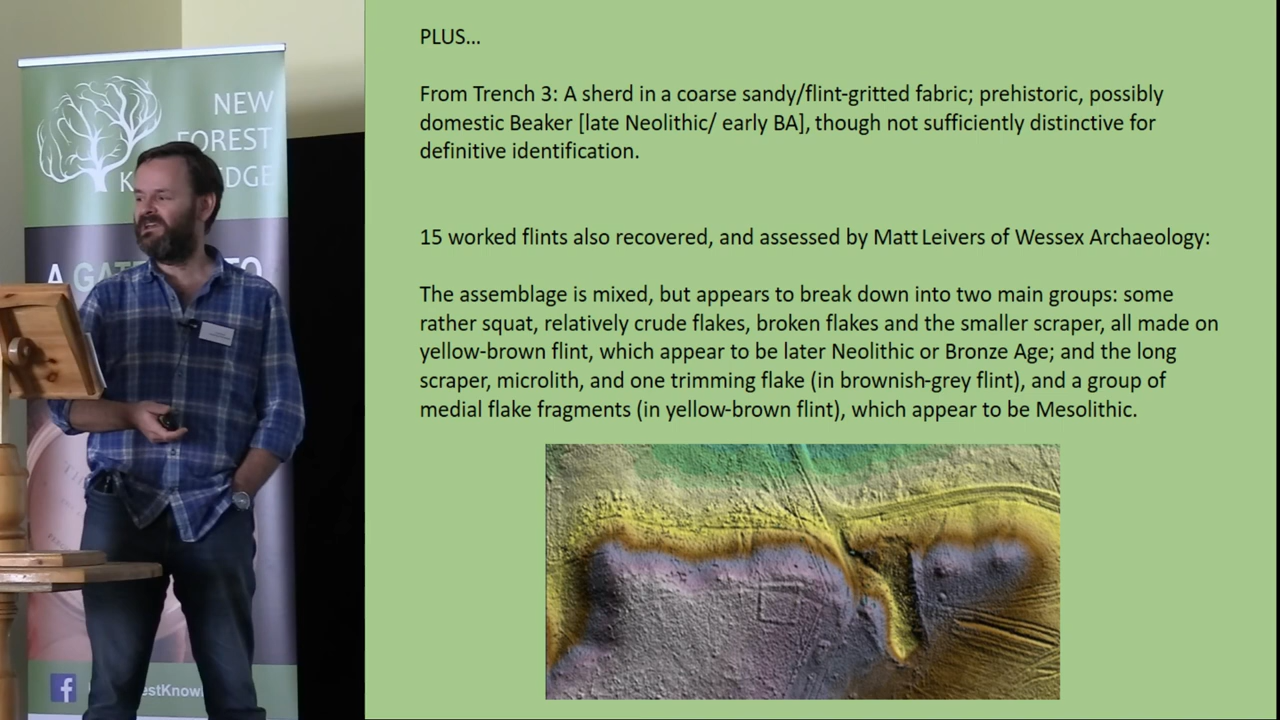 NEW
FOREST
A GAT TO
estKnow
PLUS...
From Trench 3: A sherd in a coarse sandy/flint-gritted fabric; prehistoric, possibly
domestic Beaker [late Neolithic/ early BA], though not sufficiently distinctive for
definitive identification.
15 worked flints also recovered, and assessed by Matt Leivers of Wessex Archaeology:
The assemblage is mixed, but appears to break down into two main groups: some
rather squat, relatively crude flakes, broken flakes and the smaller scraper, all made on
yellow-brown flint, which appear to be later Neolithic or Bronze Age; and the long
scraper, microlith, and one trimming flake (in brownish-grey flint), and a group of
medial flake fragments (in yellow-brown flint), which appear to be Mesolithic.